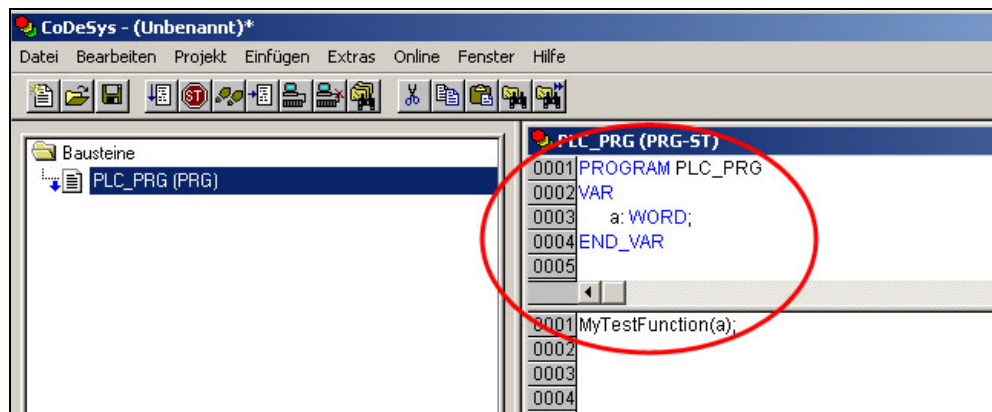 CoDeSys - (Unbenannt)*
Datei Bearbeiten Projekt Einfügen Extras Online Fenster Hilfe
ST
Bausteine
PLC_PRG (PRG)
PLC_PRG (PRG-ST)
0001 PROGRAM PLC_PRG
0002 VAR
0003 a: WORD;
0004 END_VAR
0005
0001 MyTestFunction(a);
0002
0003
0004